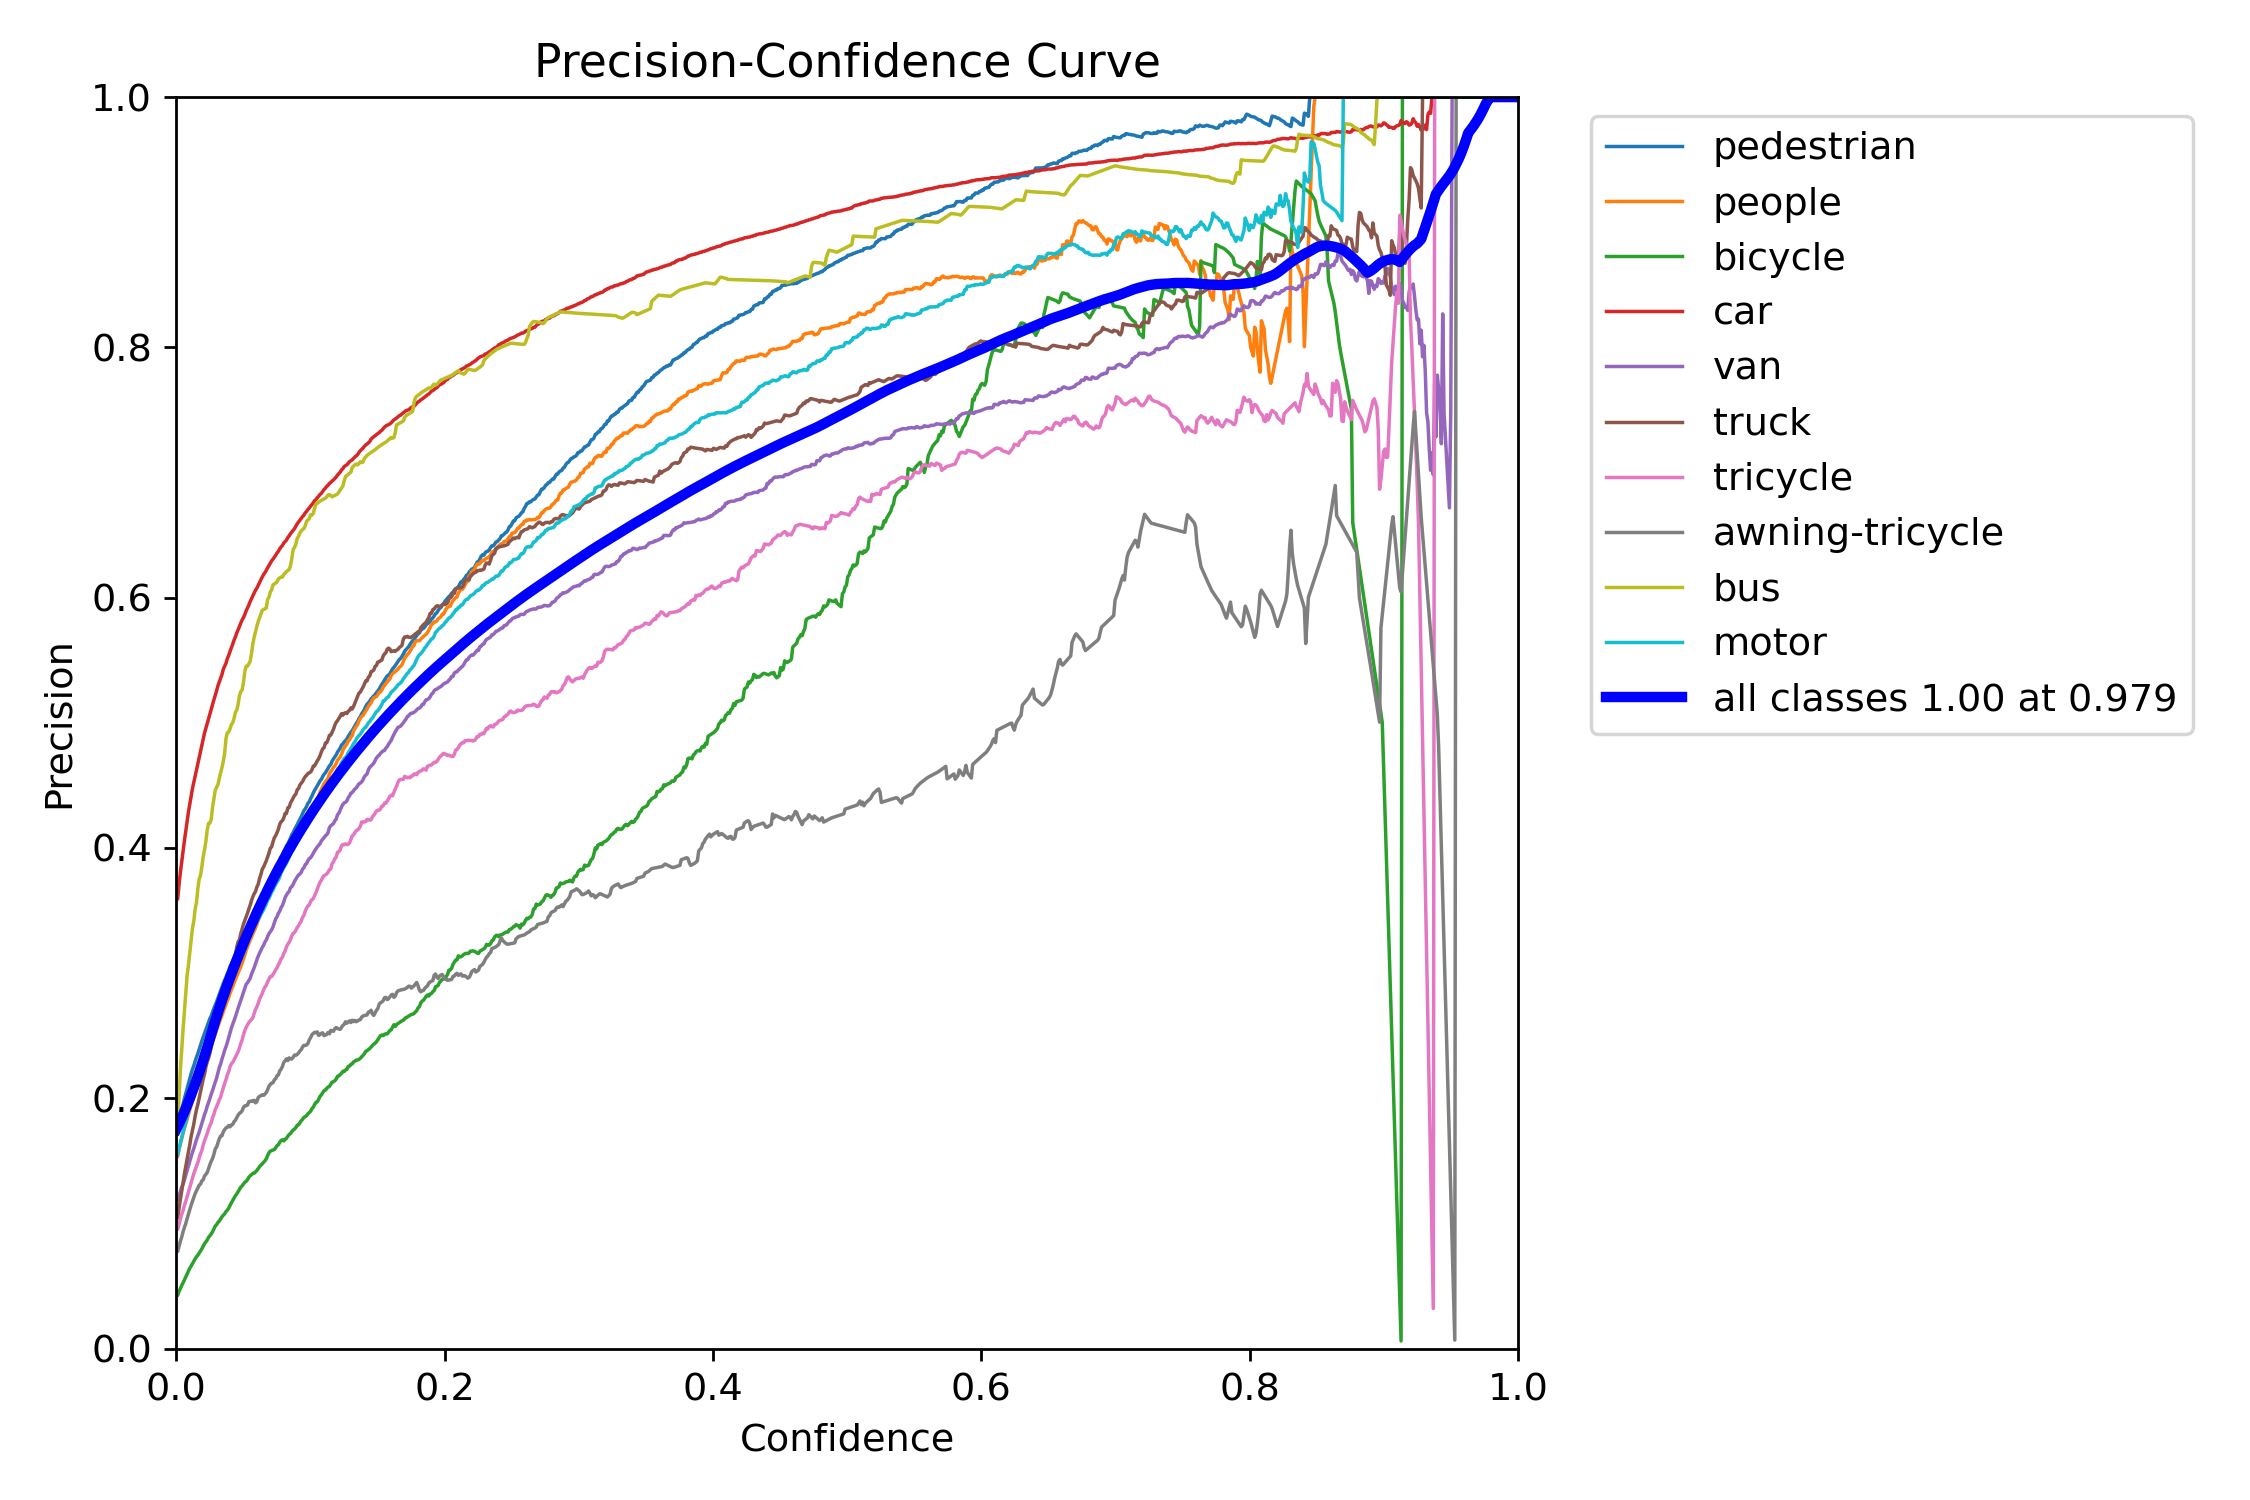 Precision-Confidence Curve
1.0
0.8
0.6
0.4
0.2
0.0
Precision
0.0 0.2 0.4 0.6 0.8 1.0
Confidence
pedestrian
people
bicycle
car
van
truck
tricycle
awning-tricycle
bus
motor
all classes 1.00 at 0.979